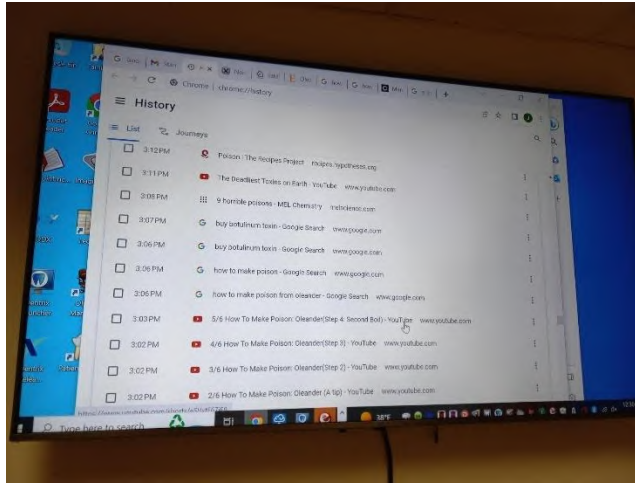 Chrome | chrome://history
History
List Journeys
3:12 PM Poison | The Recipes Project recipes.hypotheses.org
3:11 PM The Deadliest Toxins on Earth - YouTube www.youtube.com
3:08 PM 9 horrible poisons - MEL Chemistry melscience.com
3:07 PM buy botulinum toxin - Google Search www.google.com
3:06 PM buy botulinum toxin - Google Search www.google.com
3:06 PM how to make poison - Google Search www.google.com
3:06 PM how to make poison from oleander - Google Search www.google.com
3:03 PM 5/6 How To Make Poison: Oleander(Step 4: Second Boil) - YouTube www.youtube.com
3:02 PM 4/6 How To Make Poison: Oleander(Step 3) - YouTube www.youtube.com
3:02 PM 3/6 How To Make Poison: Oleander(Step 2) - YouTube www.youtube.com
3:02 PM 2/6 How To Make Poison: Oleander (A tip) - YouTube www.youtube.com
Type here to search
38°F